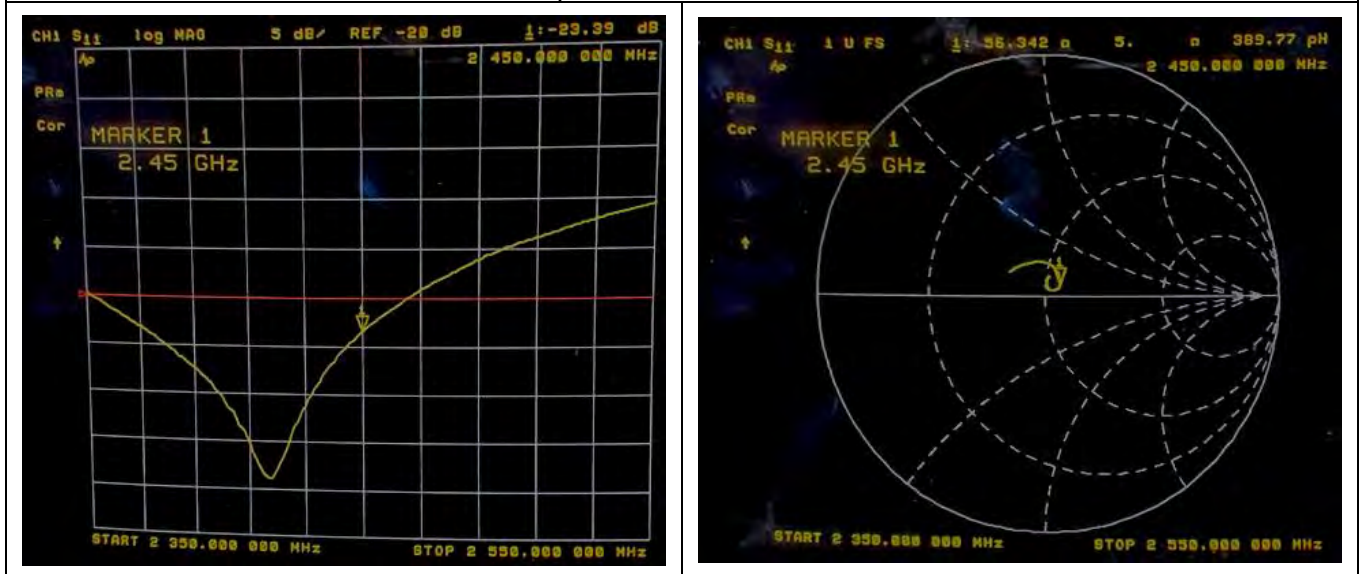 CH1 S11 log MAG 5 dB/ REF -20 dB 1:-23.39 dB
2 450.000 000 MHz
PRm
Cor
MARKER 1
2.45 GHz
START 2 350.000 000 MHz STOP 2 550.000 000 MHz
CH1 S11 1 U FS 1: 56.342 Ω 5. Ω 389.77 pH
2 450.000 000 MHz
PRm
Cor
MARKER 1
2.45 GHz
START 2 350.000 000 MHz STOP 2 550.000 000 MHz